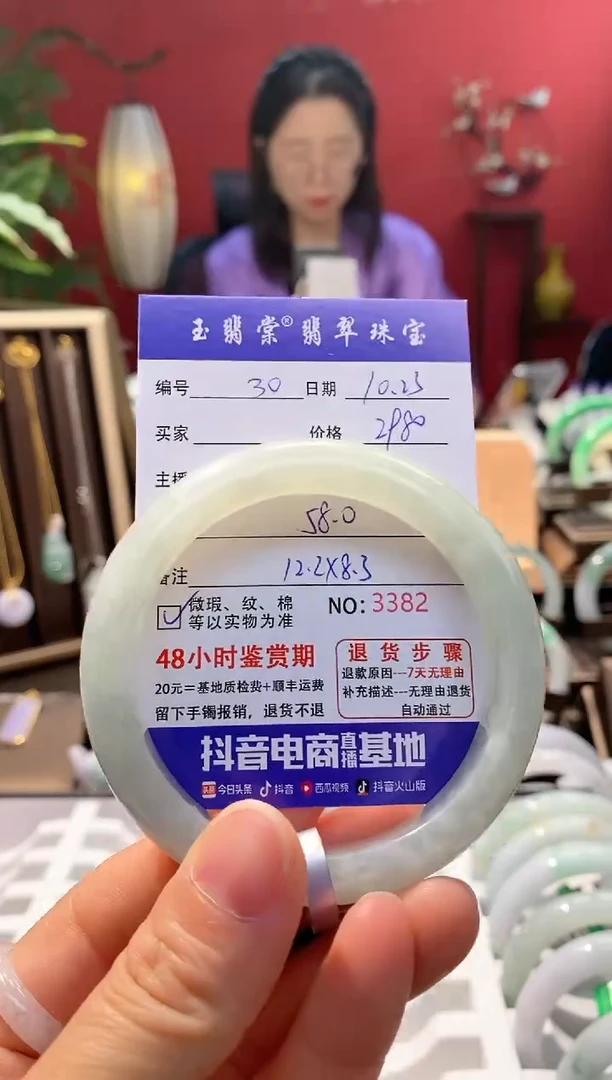 玉翡棠®翡翠珠宝
编号 30 日期 10.23
买家 价格 2980
主播
58.0
备注 12.2X8.3
微瑕、纹、棉
等以实物为准
NO:3382
48小时鉴赏期
20元=基地质检费+顺丰运费
留下手镯报销，退货不退
退货步骤
退款原因---7天无理由
补充描述---无理由退货
自动通过
抖音电商直播基地
头条 今日头条 抖音 西瓜视频 抖音火山版